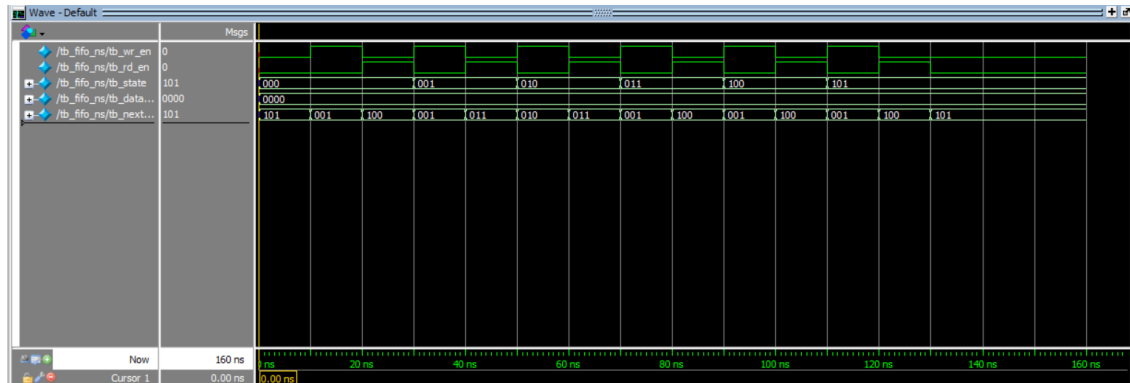 Wave - Default
Msgs
/tb_fifo_ns/tb_wr_en 0
/tb_fifo_ns/tb_rd_en 0
/tb_fifo_ns/tb_state 101 000 001 010 011 100 101
/tb_fifo_ns/tb_data... 0000 0000
/tb_fifo_ns/tb_next... 101 101 001 100 001 011 010 011 001 100 001 100 001 100 101
Now 160 ns ns 20 ns 40 ns 60 ns 80 ns 100 ns 120 ns 140 ns 160 ns
Cursor 1 0.00 ns 0.00 ns